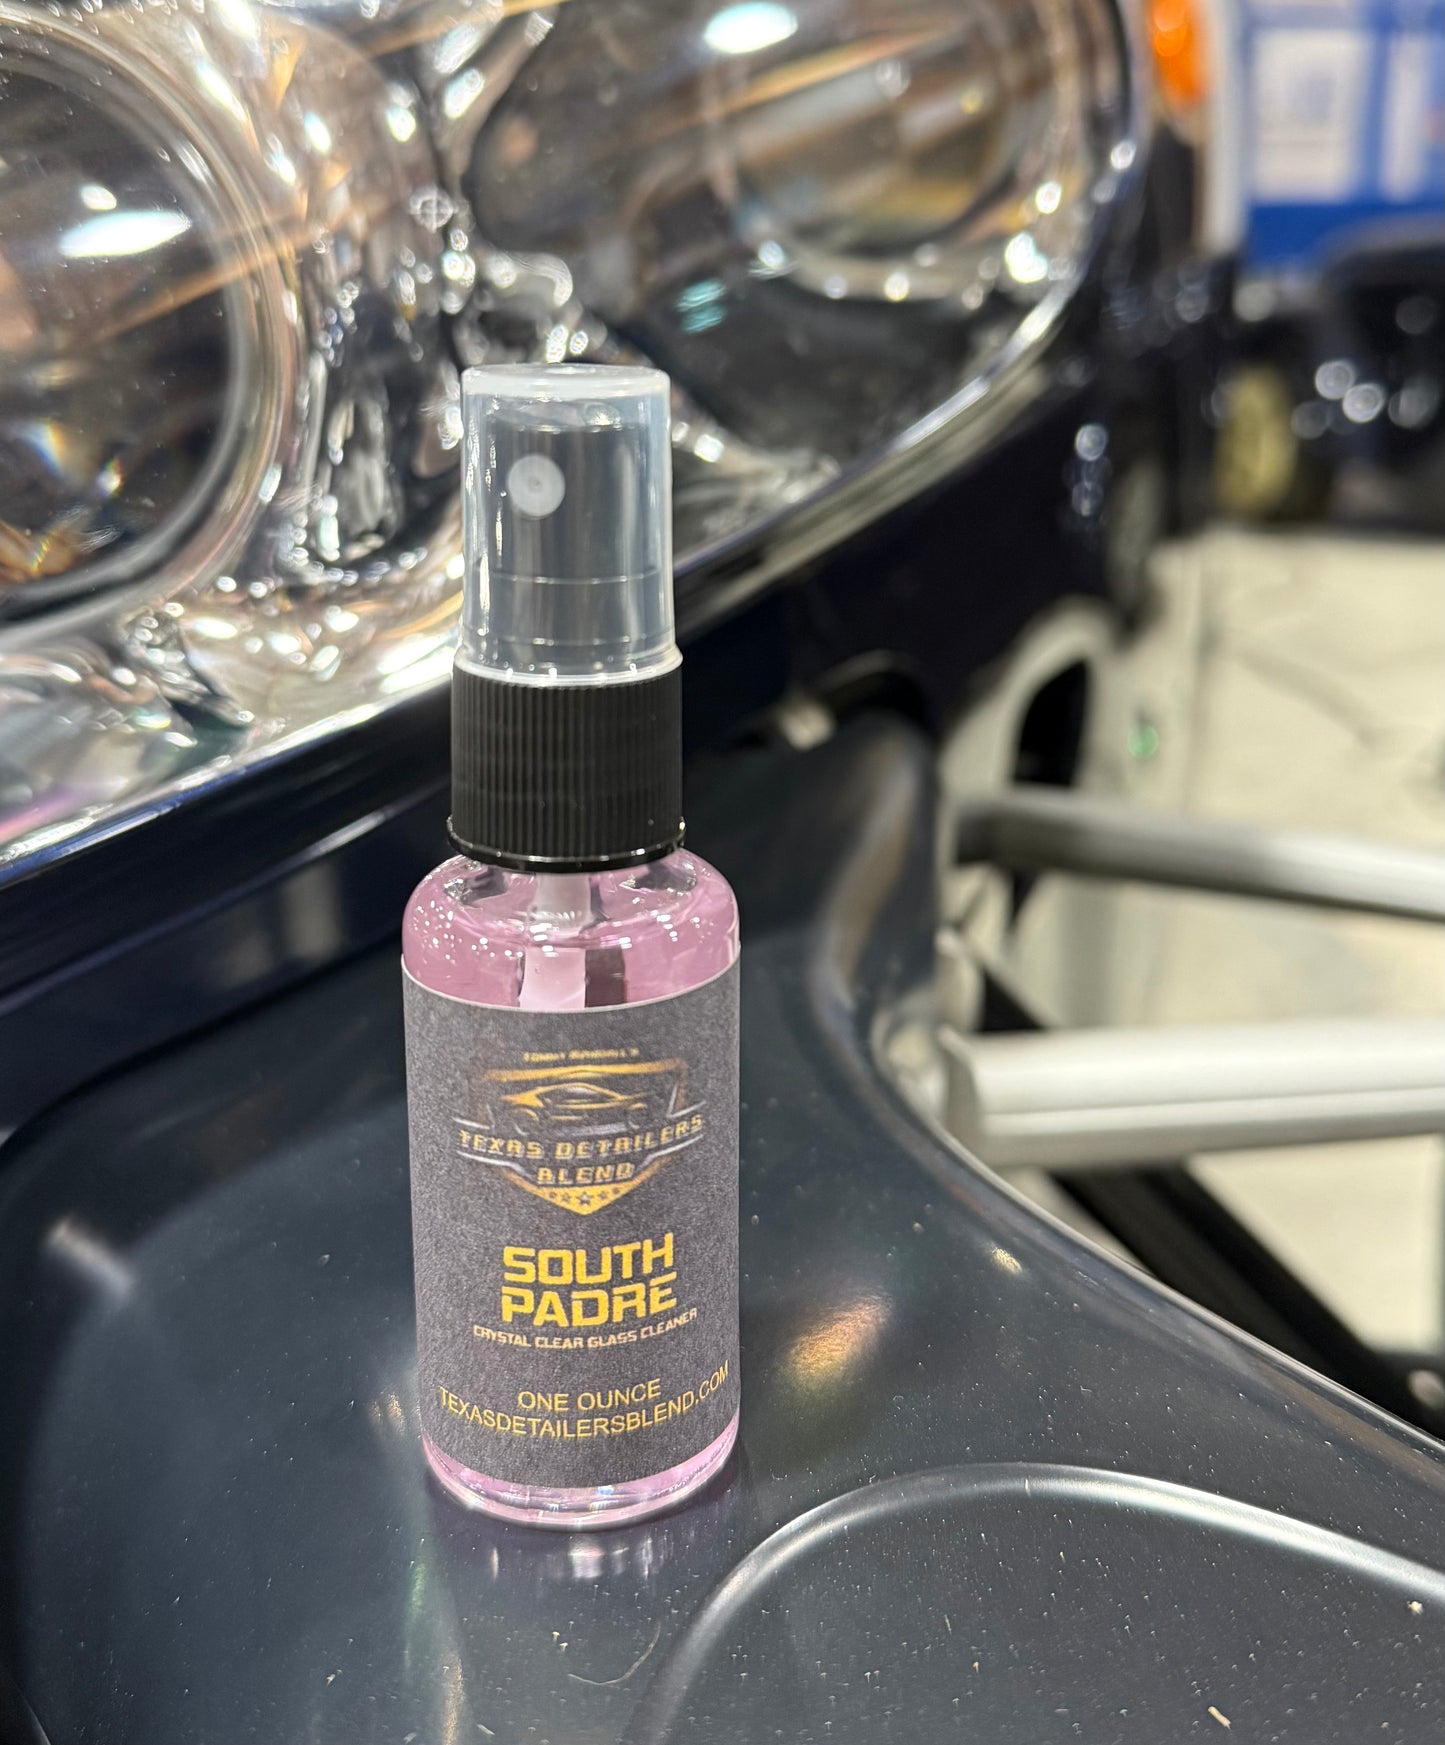 TEXAS DETAILERS
BLEND
SOUTH
PADRE
CRYSTAL CLEAR GLASS CLEANER
ONE OUNCE
TEXASDETAILERSBLEND.COM